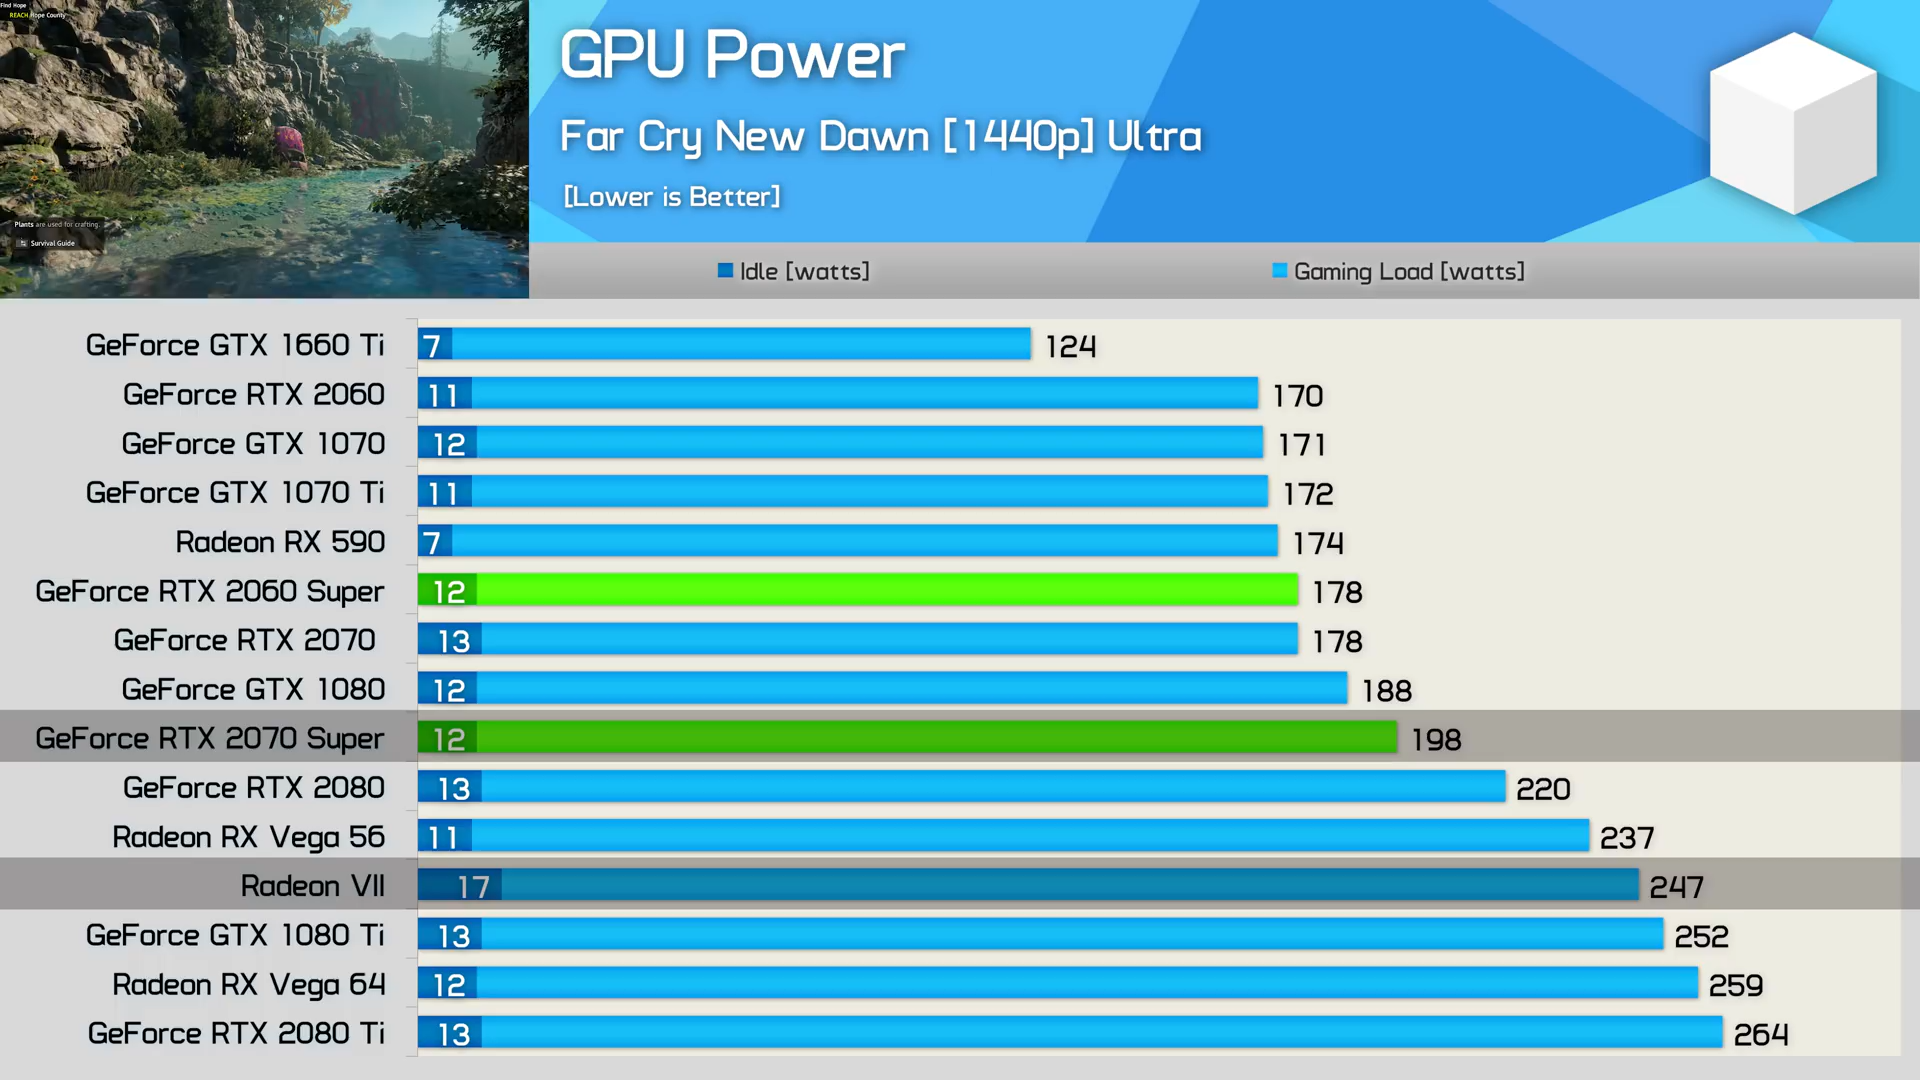 Find Hope
REACH Hope County
Plants are used for crafting.
Survival Guide
GPU Power
Far Cry New Dawn [1440p] Ultra
[Lower is Better]
Idle [watts] Gaming Load [watts]
GeForce GTX 1660 Ti 7 124
GeForce RTX 2060 11 170
GeForce GTX 1070 12 171
GeForce GTX 1070 Ti 11 172
Radeon RX 590 7 174
GeForce RTX 2060 Super 12 178
GeForce RTX 2070 13 178
GeForce GTX 1080 12 188
GeForce RTX 2070 Super 12 198
GeForce RTX 2080 13 220
Radeon RX Vega 56 11 237
Radeon VII 17 247
GeForce GTX 1080 Ti 13 252
Radeon RX Vega 64 12 259
GeForce RTX 2080 Ti 13 264